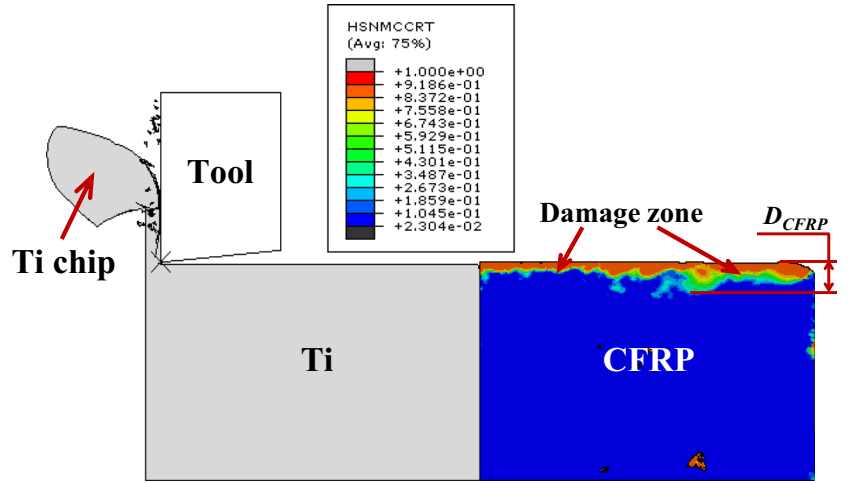 HSNMCCRT
(Avg: 75%)
+1.000e+00
+9.186e-01
+8.372e-01
+7.558e-01
+6.743e-01
+5.929e-01
+5.115e-01
+4.301e-01
+3.487e-01
+2.673e-01
+1.859e-01
+1.045e-01
+2.304e-02
Tool
Ti chip
Damage zone
D_CFRP
Ti
CFRP